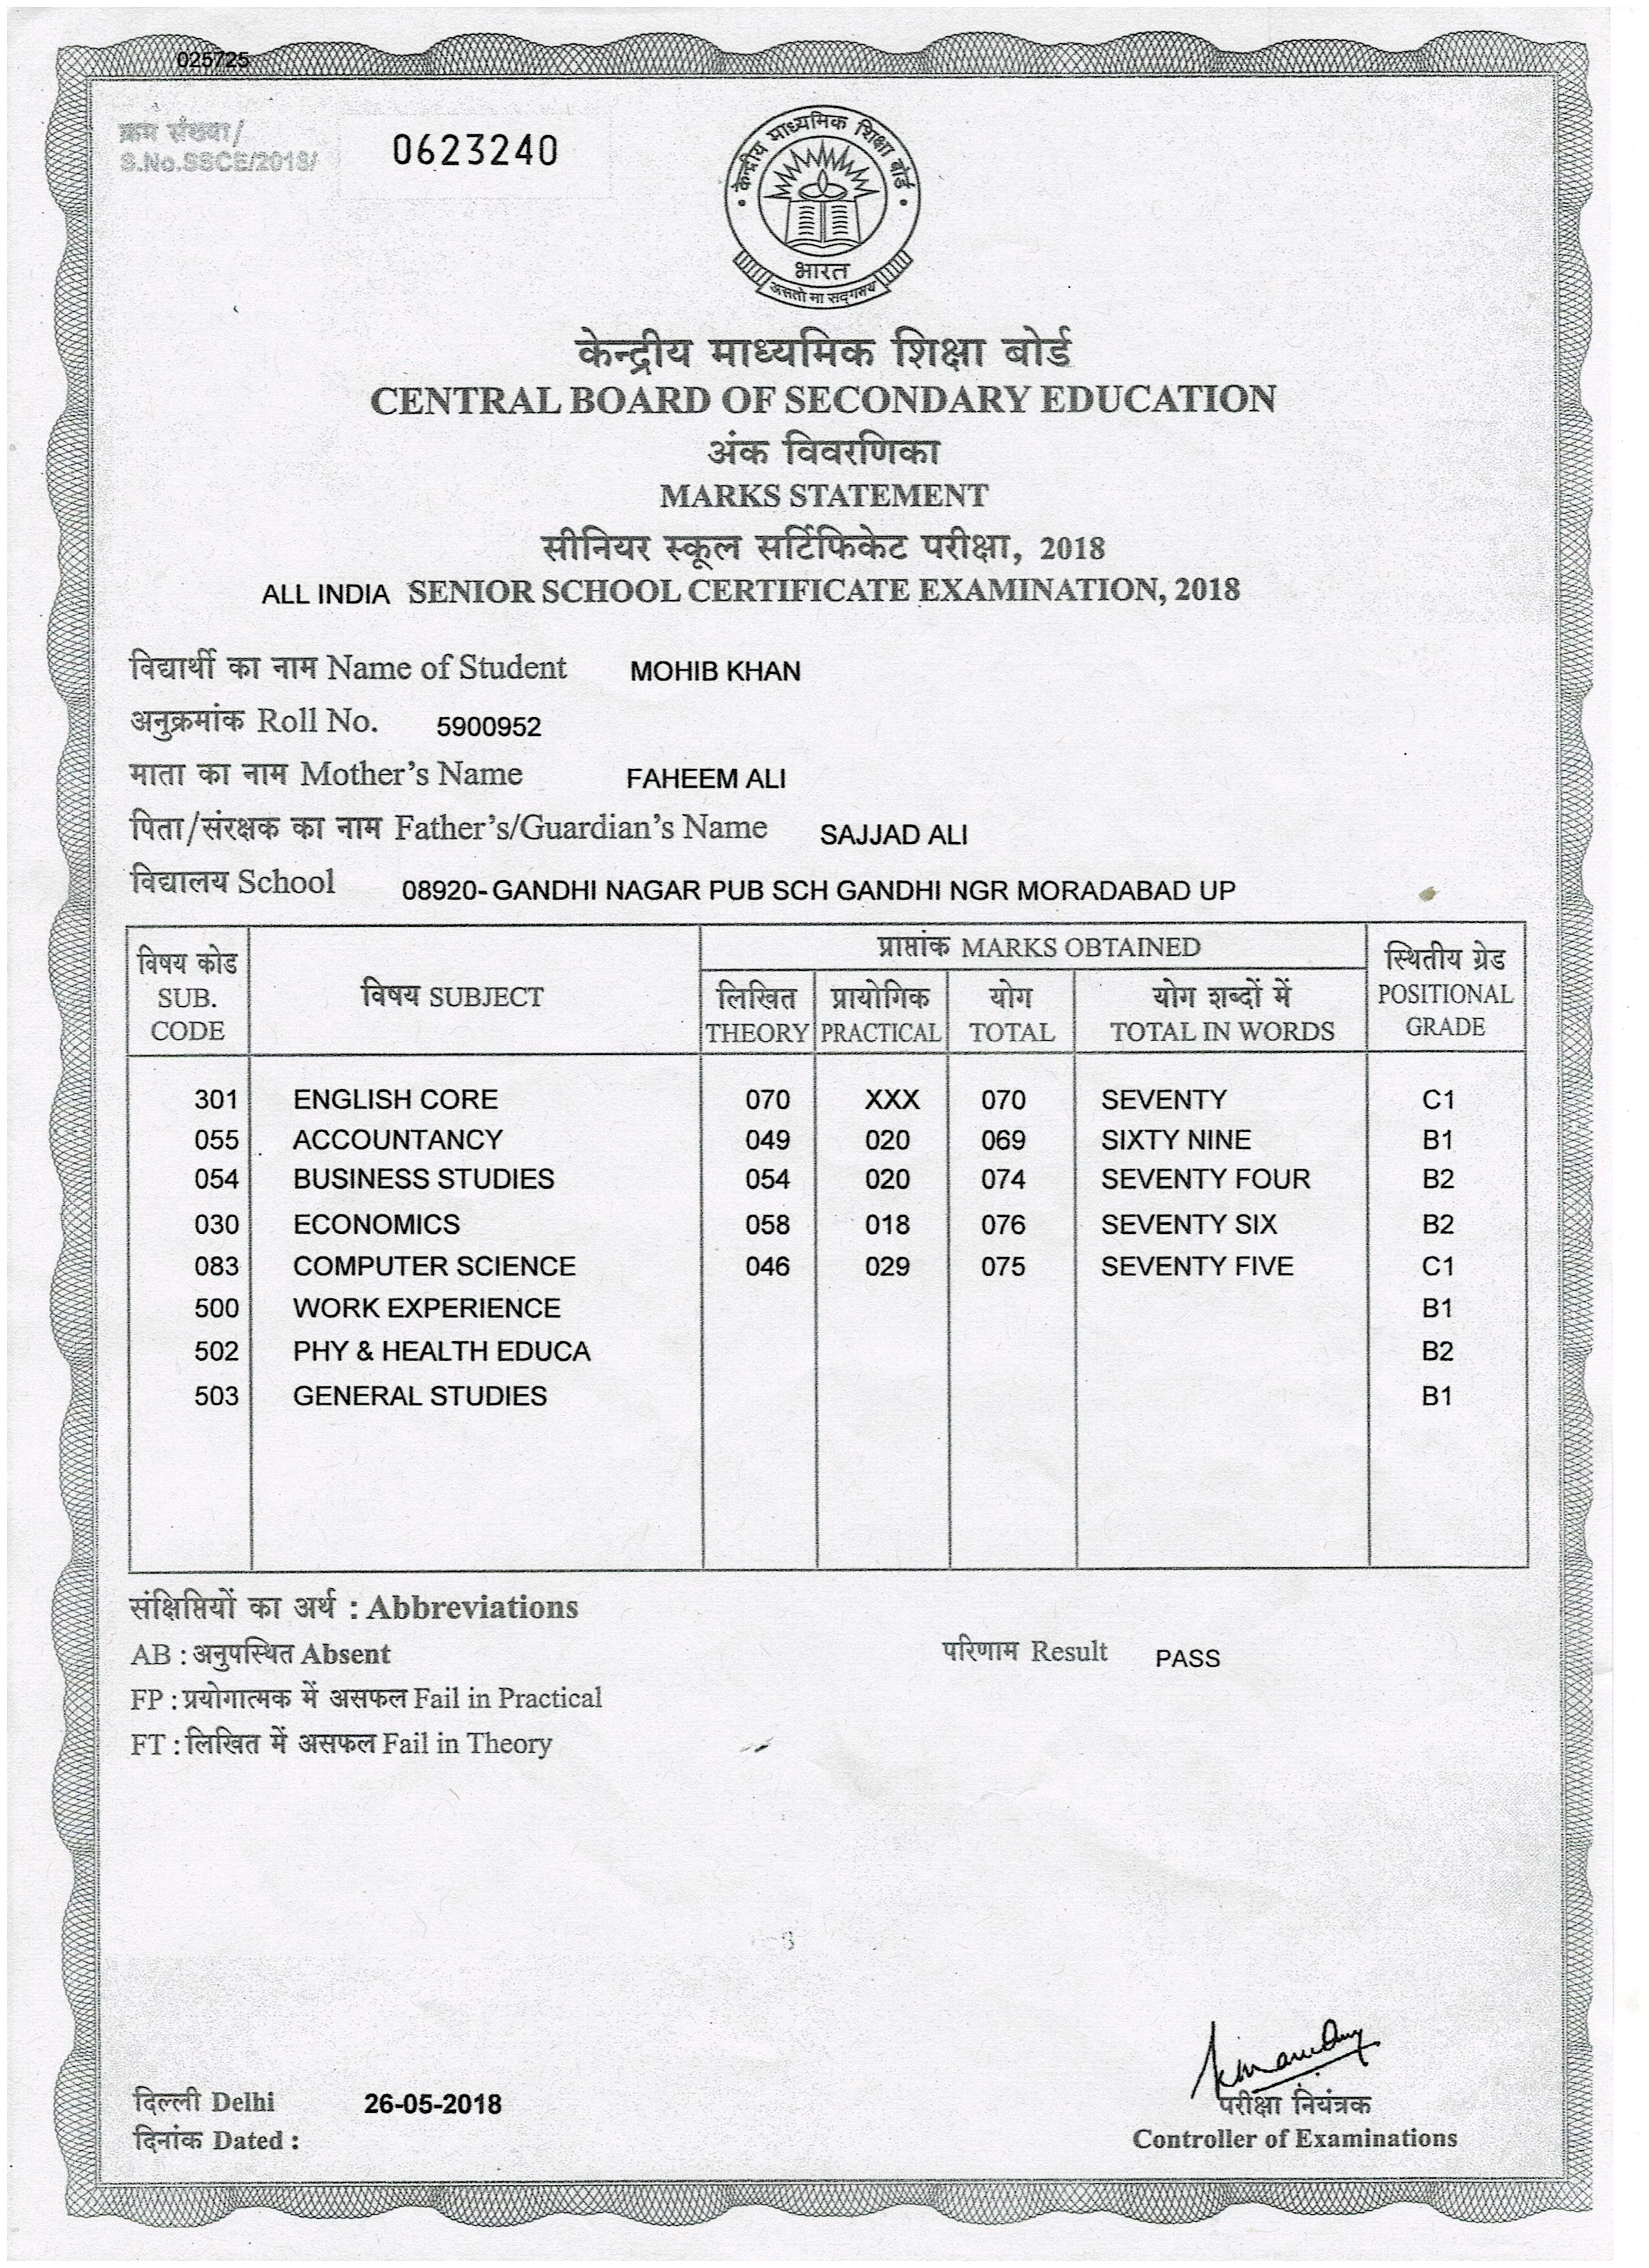 025725
क्रम संख्या/
S.No.SSCE/2018/
0623240
केन्द्रीय माध्यमिक शिक्षा बोर्ड
भारत
असतो मा सद्गमय
केन्द्रीय माध्यमिक शिक्षा बोर्ड
CENTRAL BOARD OF SECONDARY EDUCATION
अंक विवरणिका
MARKS STATEMENT
सीनियर स्कूल सर्टिफिकेट परीक्षा, 2018
ALL INDIA SENIOR SCHOOL CERTIFICATE EXAMINATION, 2018
विद्यार्थी का नाम Name of Student MOHIB KHAN
अनुक्रमांक Roll No. 5900952
माता का नाम Mother's Name FAHEEM ALI
पिता/संरक्षक का नाम Father's/Guardian's Name SAJJAD ALI
विद्यालय School 08920- GANDHI NAGAR PUB SCH GANDHI NGR MORADABAD UP
विषय कोड SUB. CODE
विषय SUBJECT
प्राप्तांक MARKS OBTAINED
लिखित THEORY
प्रायोगिक PRACTICAL
योग TOTAL
योग शब्दों में TOTAL IN WORDS
स्थितीय ग्रेड POSITIONAL GRADE
301 ENGLISH CORE 070 XXX 070 SEVENTY C1
055 ACCOUNTANCY 049 020 069 SIXTY NINE B1
054 BUSINESS STUDIES 054 020 074 SEVENTY FOUR B2
030 ECONOMICS 058 018 076 SEVENTY SIX B2
083 COMPUTER SCIENCE 046 029 075 SEVENTY FIVE C1
500 WORK EXPERIENCE B1
502 PHY & HEALTH EDUCA B2
503 GENERAL STUDIES B1
संक्षिप्तियों का अर्थ : Abbreviations
AB : अनुपस्थित Absent
परिणाम Result PASS
FP : प्रयोगात्मक में असफल Fail in Practical
FT : लिखित में असफल Fail in Theory
दिल्ली Delhi 26-05-2018
दिनांक Dated :
परीक्षा नियंत्रक
Controller of Examinations